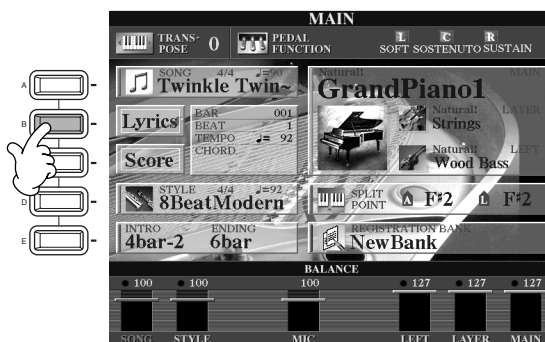 MAIN
TRANS-
POSE 0
PEDAL
FUNCTION
L C R
SOFT SOSTENUTO SUSTAIN
A
B
D
E
SONG 4/4 ♩=90
Twinkle Twin~
Lyrics
Score
BAR 001
BEAT 1
TEMPO ♩= 92
CHORD
STYLE 4/4 ♩=92
8BeatModern
INTRO ENDING
4bar-2 6bar
Natural! MAIN
GrandPiano1
Natural! LAYER
Strings
Natural! LEFT
Wood Bass
SPLIT
POINT A F♯2 L F♯2
REGISTRATION BANK
NewBank
BALANCE
100 100 100 127 127 127
SONG STYLE MIC LEFT LAYER MAIN